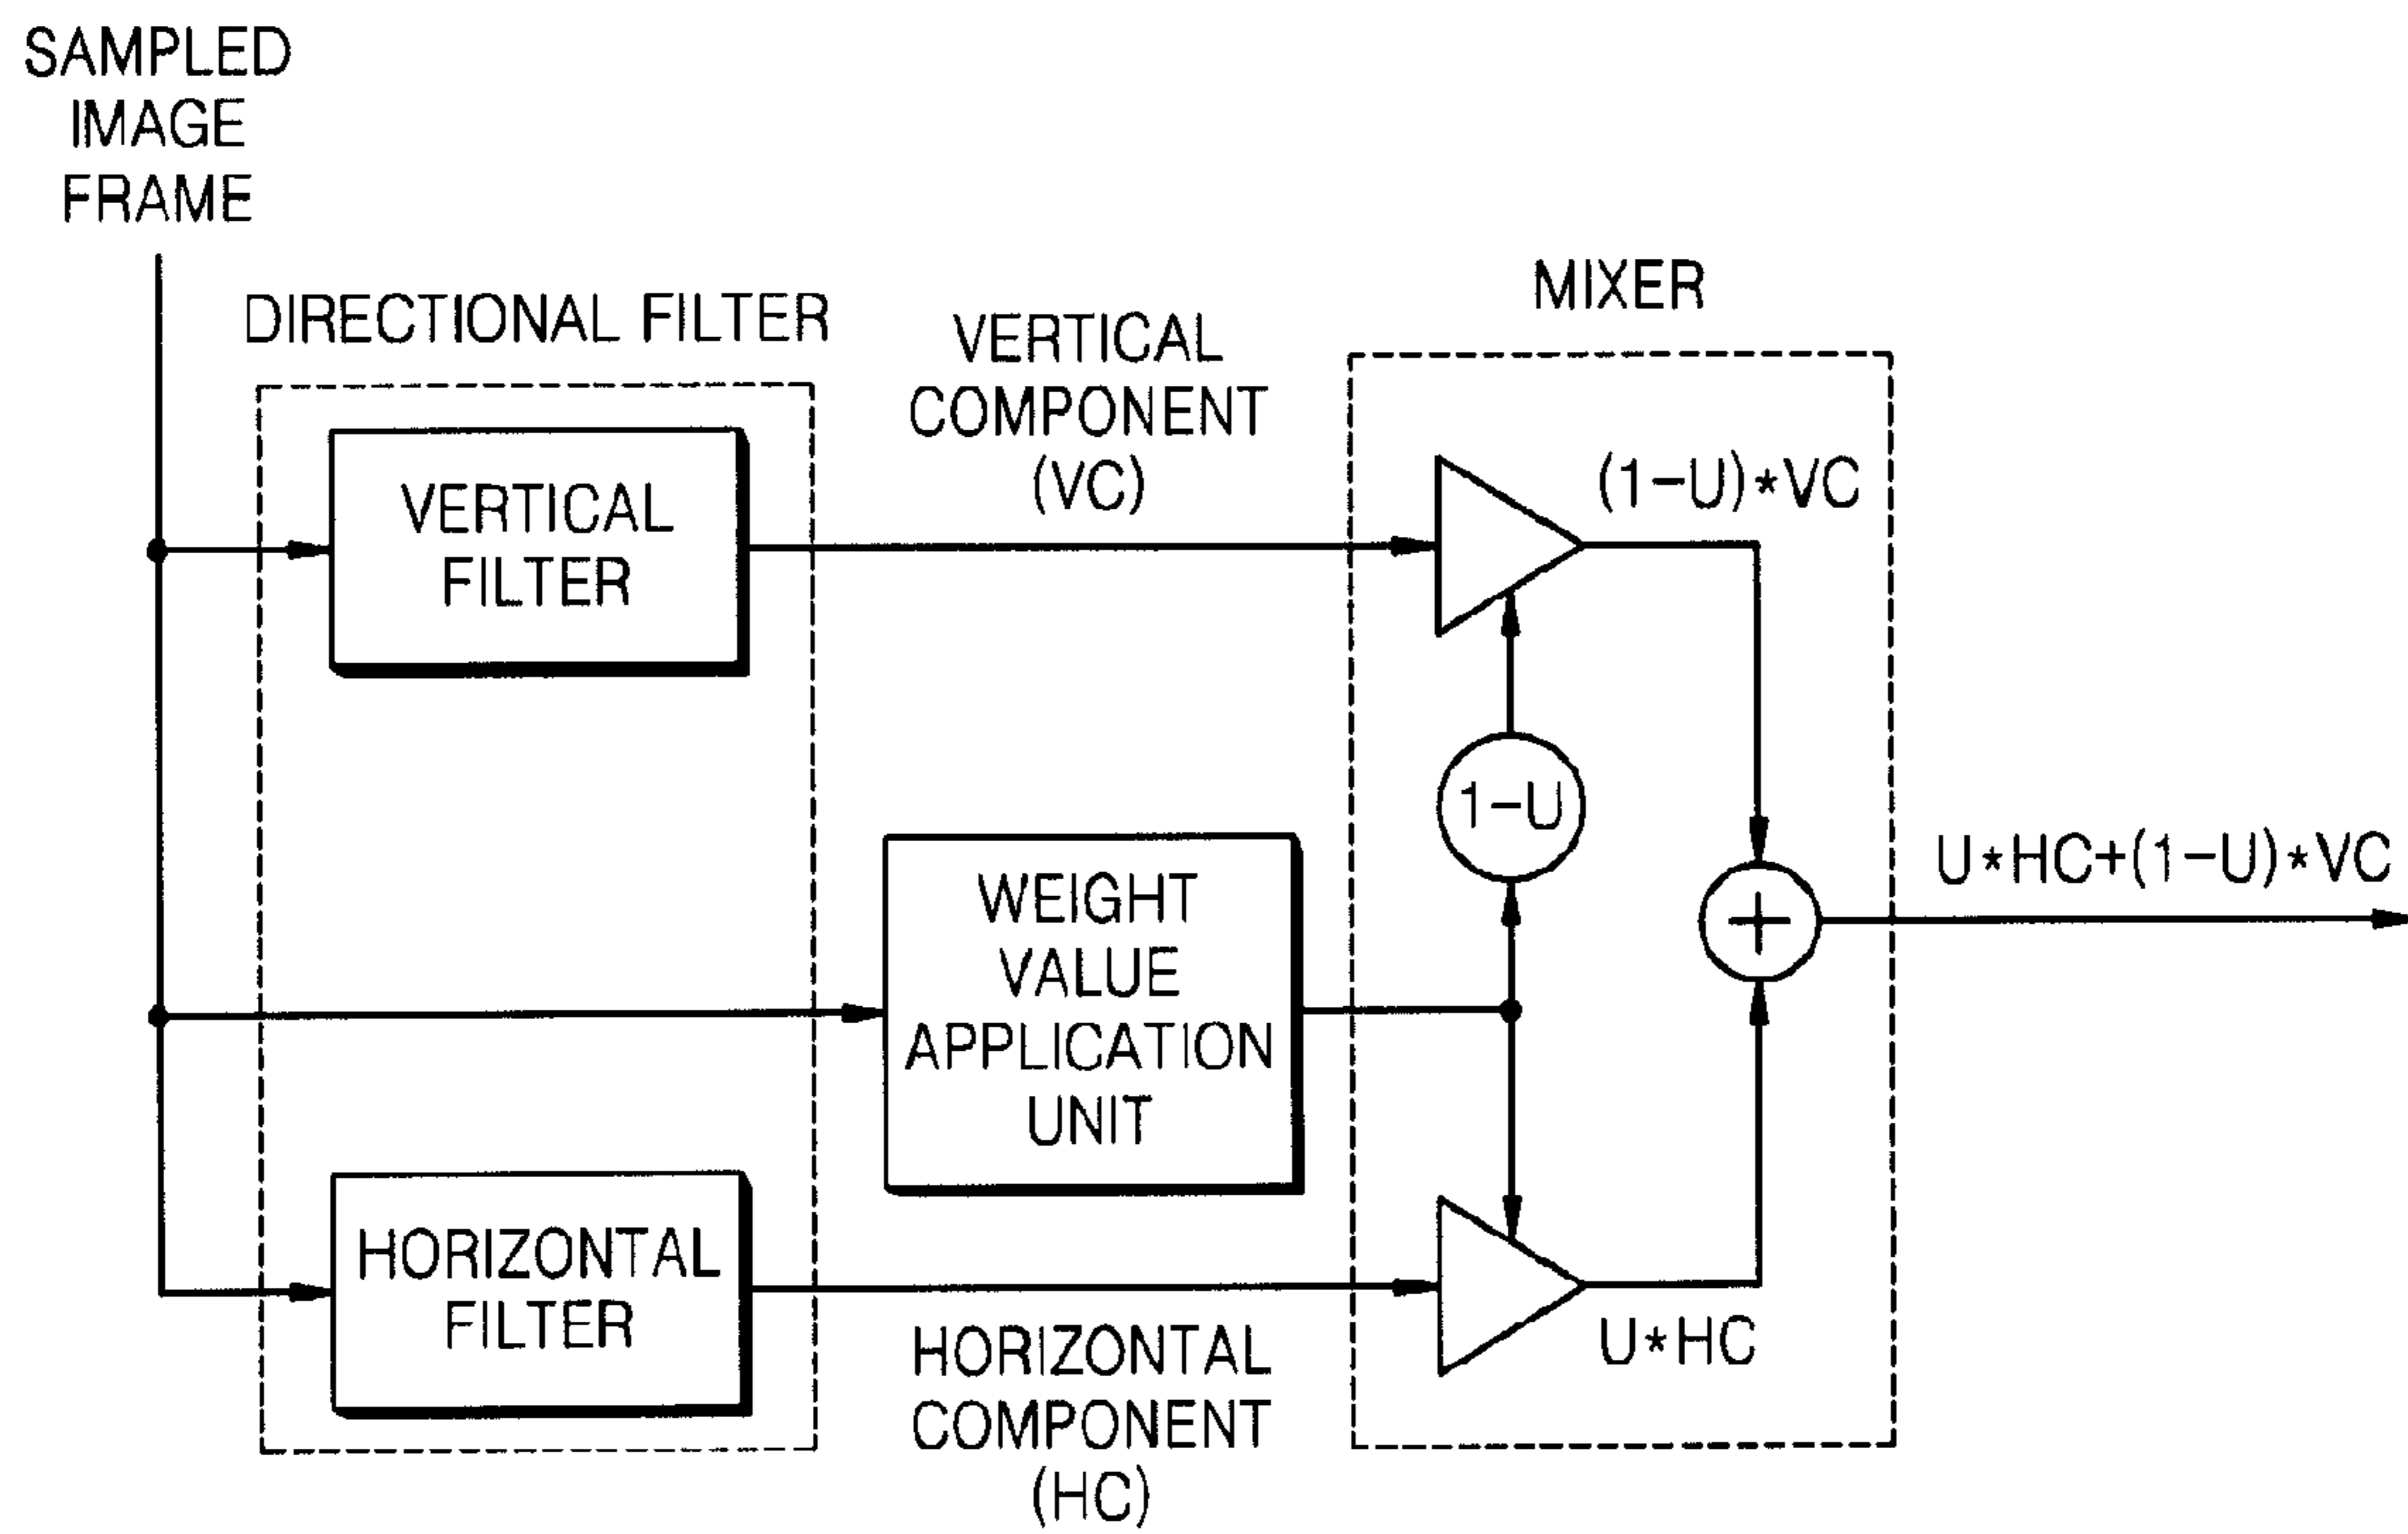 SAMPLED
IMAGE
FRAME
DIRECTIONAL FILTER
VERTICAL
COMPONENT
(VC)
MIXER
VERTICAL
FILTER
(1-U)*VC
1-U
WEIGHT
VALUE
APPLICATION
UNIT
+
U*HC+(1-U)*VC
HORIZONTAL
FILTER
HORIZONTAL
COMPONENT
(HC)
U*HC